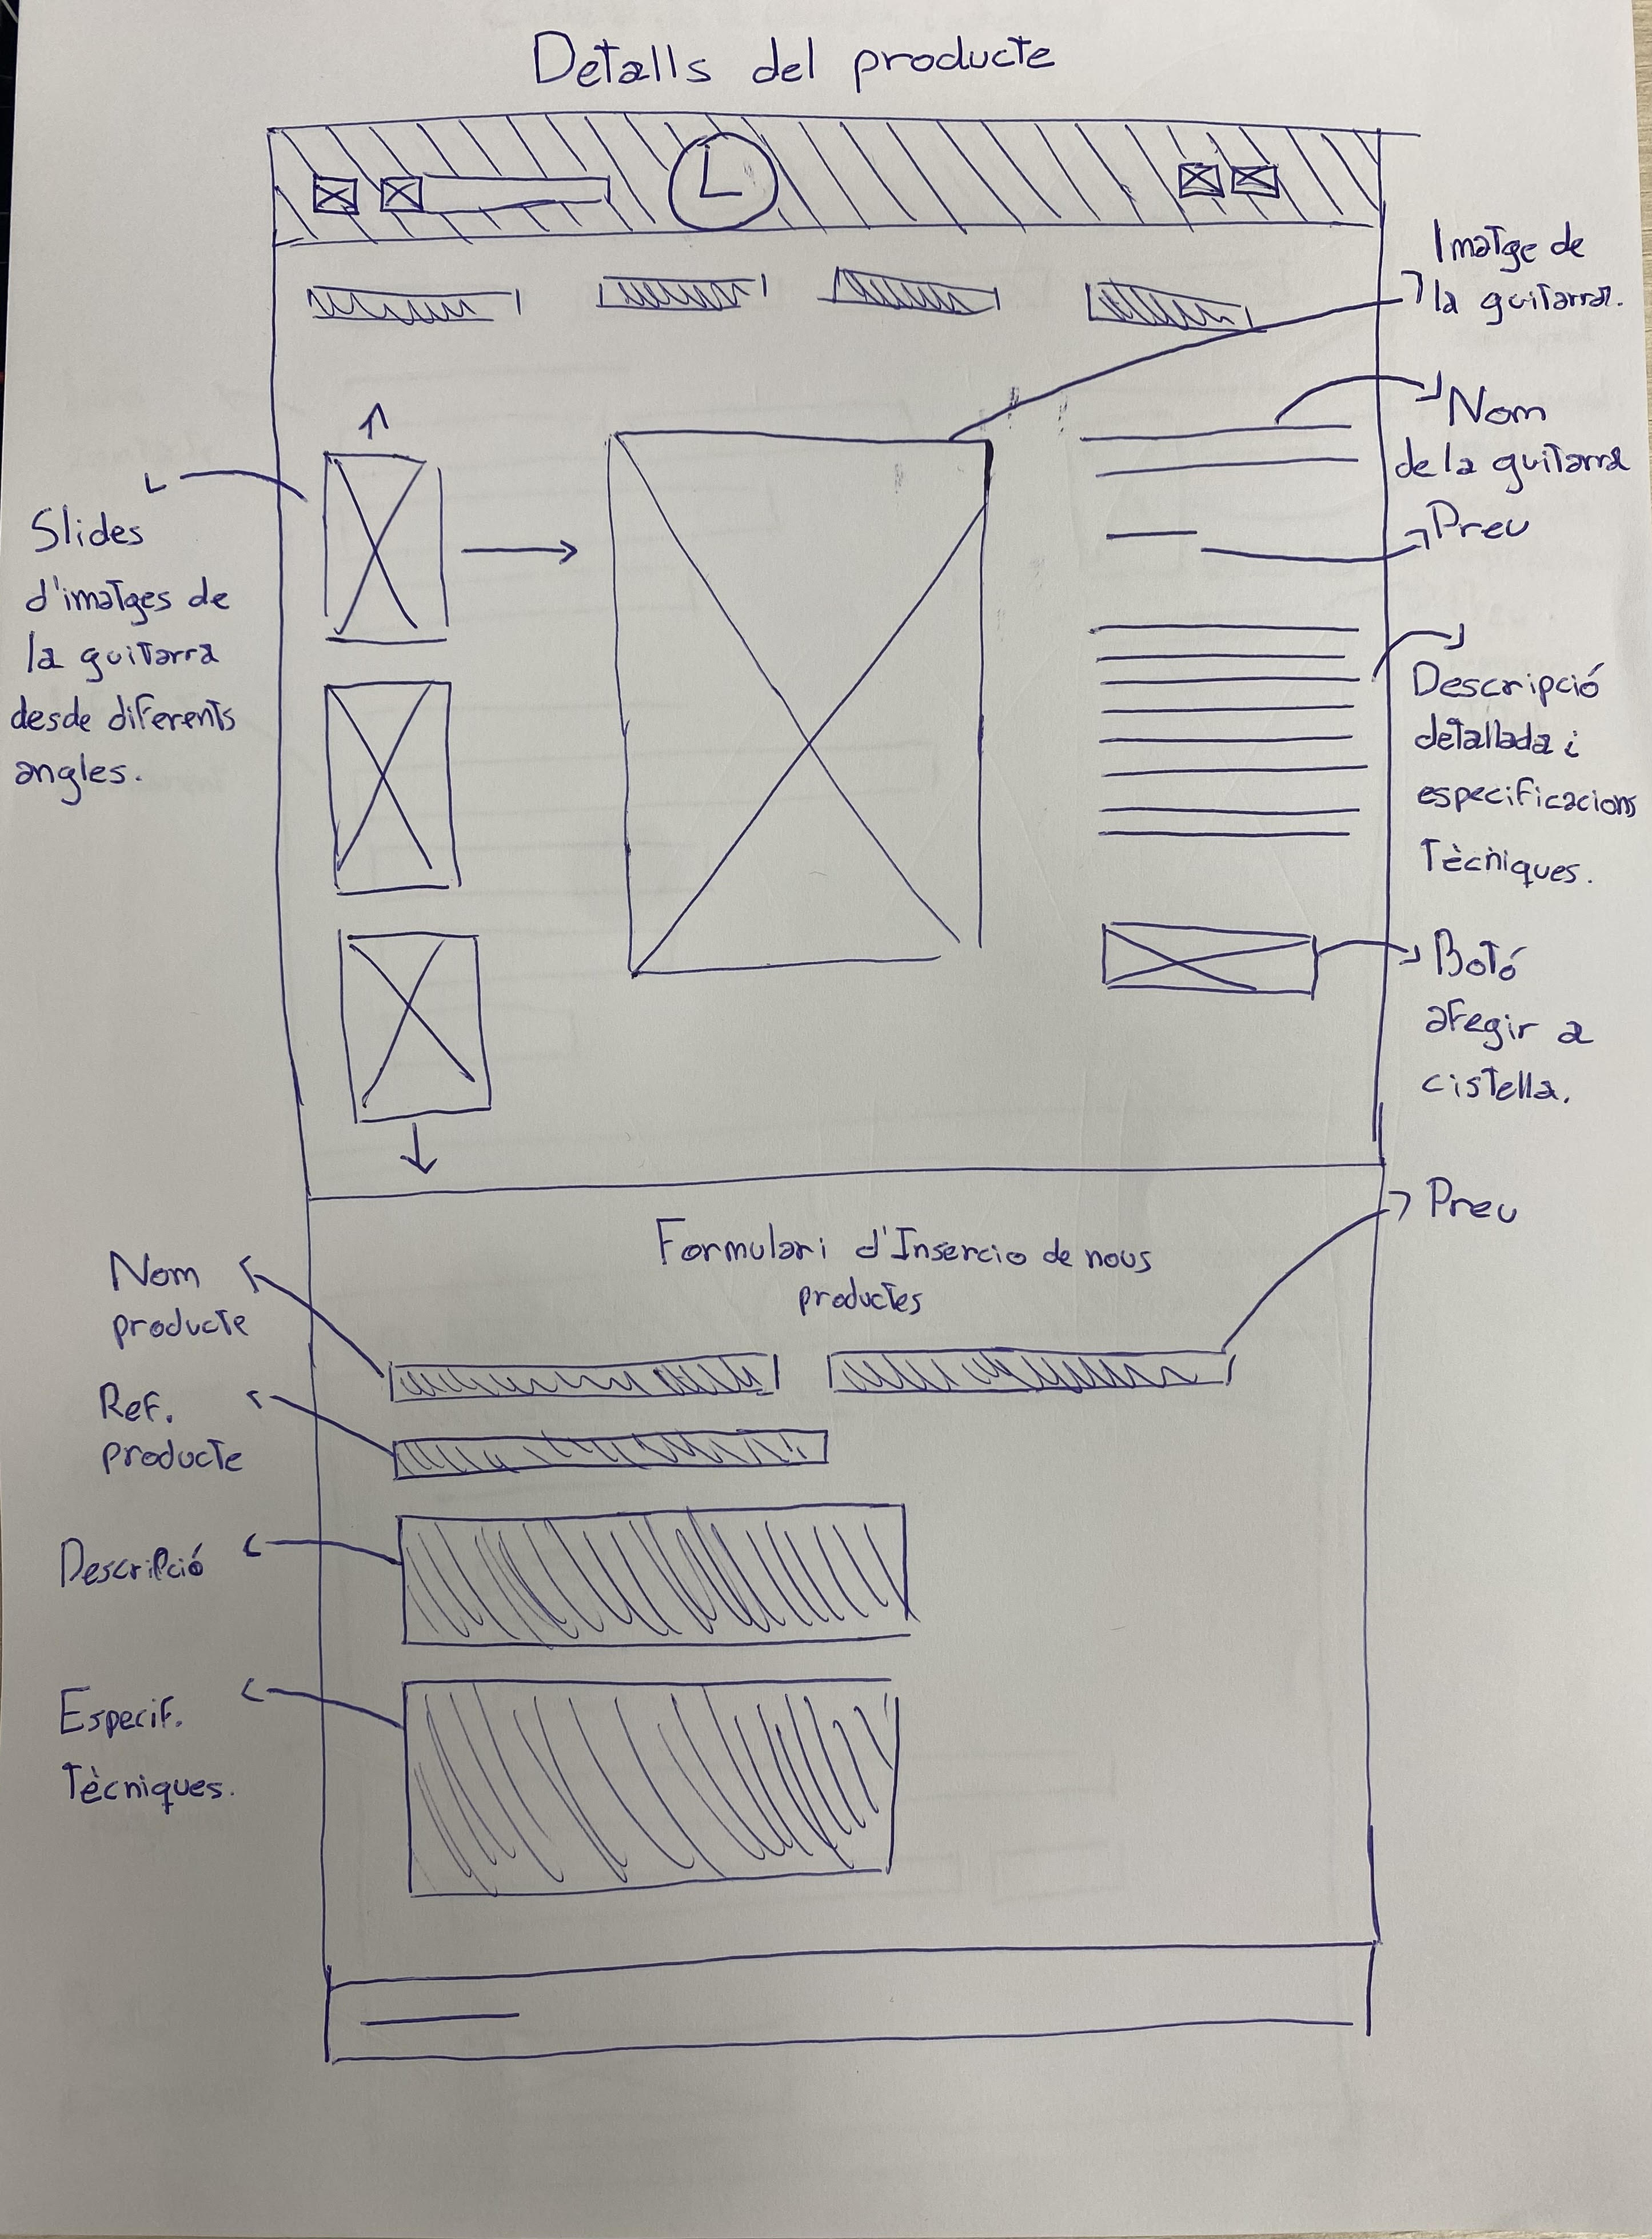 Detalls del producte
L
Imatge de
la guitarra.
Nom
de la guitarra
Preu
Slides
d'imatges de
la guitarra
desde diferents
angles.
Descripció
detallada i
especificacions
Tècniques.
Botó
afegir a
cistella.
Preu
Formulari d'Insercio de nous
productes
Nom
producte
Ref.
producte
Descripció
Especif.
Tècniques.